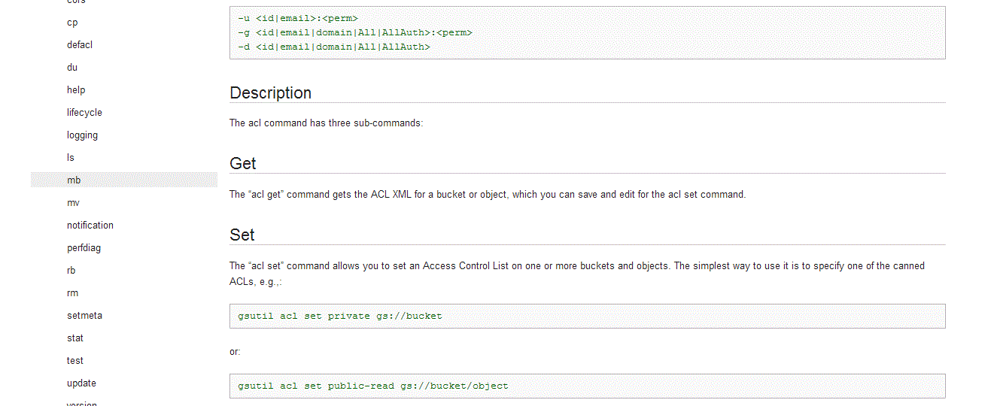 cors
cp
defacl
du
help
lifecycle
logging
ls
mb
mv
notification
perfdiag
rb
rm
setmeta
stat
test
update
version
-u <id|email>:<perm>
-g <id|email|domain|All|AllAuth>:<perm>
-d <id|email|domain|All|AllAuth>
Description
The acl command has three sub-commands:
Get
The “acl get” command gets the ACL XML for a bucket or object, which you can save and edit for the acl set command.
Set
The “acl set” command allows you to set an Access Control List on one or more buckets and objects. The simplest way to use it is to specify one of the canned
ACLs, e.g.,:
gsutil acl set private gs://bucket
or:
gsutil acl set public-read gs://bucket/object